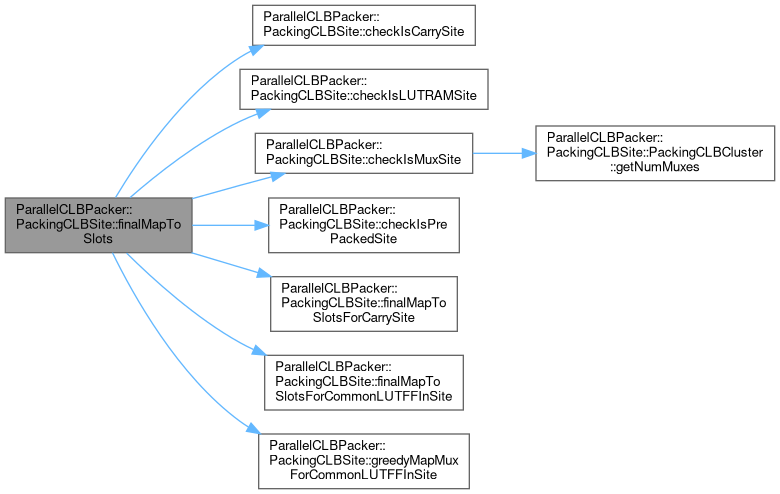 ParallelCLBPacker::
PackingCLBSite::finalMapTo
Slots
ParallelCLBPacker::
PackingCLBSite::checkIsCarrySite
ParallelCLBPacker::
PackingCLBSite::checkIsLUTRAMSite
ParallelCLBPacker::
PackingCLBSite::checkIsMuxSite
ParallelCLBPacker::
PackingCLBSite::PackingCLBCluster
::getNumMuxes
ParallelCLBPacker::
PackingCLBSite::checkIsPre
PackedSite
ParallelCLBPacker::
PackingCLBSite::finalMapTo
SlotsForCarrySite
ParallelCLBPacker::
PackingCLBSite::finalMapTo
SlotsForCommonLUTFFInSite
ParallelCLBPacker::
PackingCLBSite::greedyMapMux
ForCommonLUTFFInSite